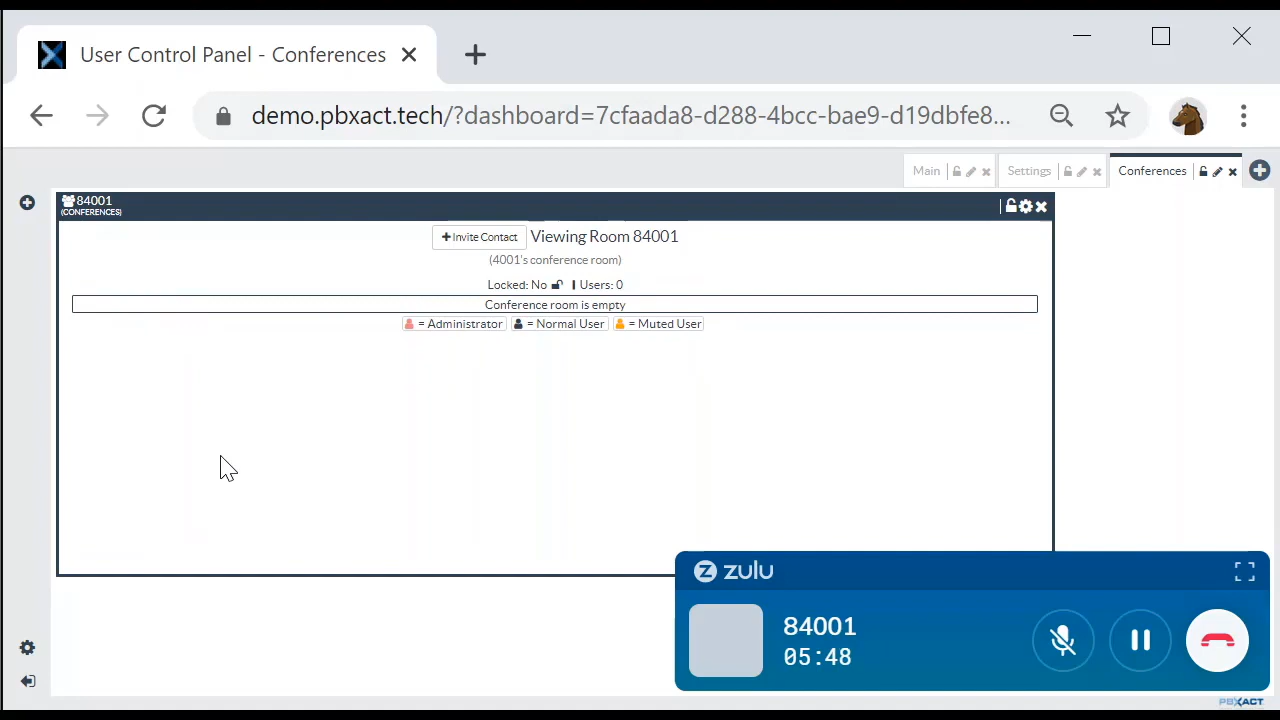 User Control Panel - Conferences
demo.pbxact.tech/?dashboard=7cfaada8-d288-4bcc-bae9-d19dbfe8...
Main
Settings
Conferences
84001
(CONFERENCES)
Invite Contact
Viewing Room 84001
(4001's conference room)
Locked: No
Users: 0
Conference room is empty
= Administrator
= Normal User
= Muted User
zulu
84001
05:48
PBXACT